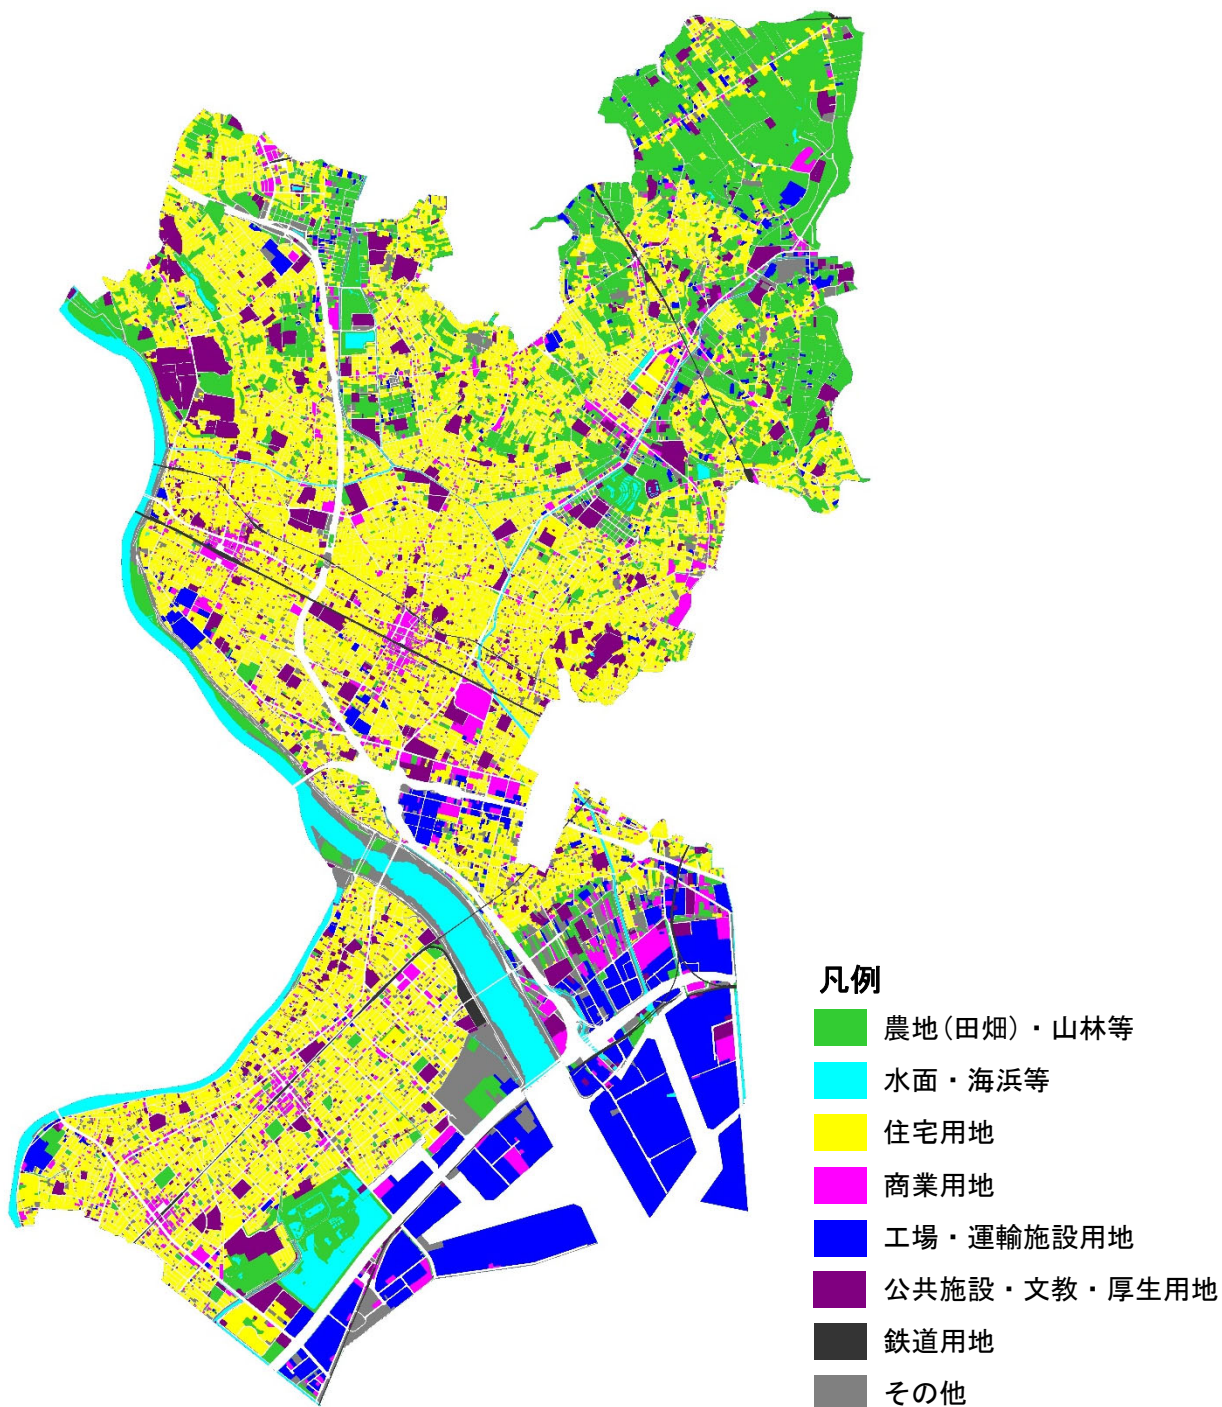 凡例
農地(田畑)・山林等
水面・海浜等
住宅用地
商業用地
工場・運輸施設用地
公共施設・文教・厚生用地
鉄道用地
その他